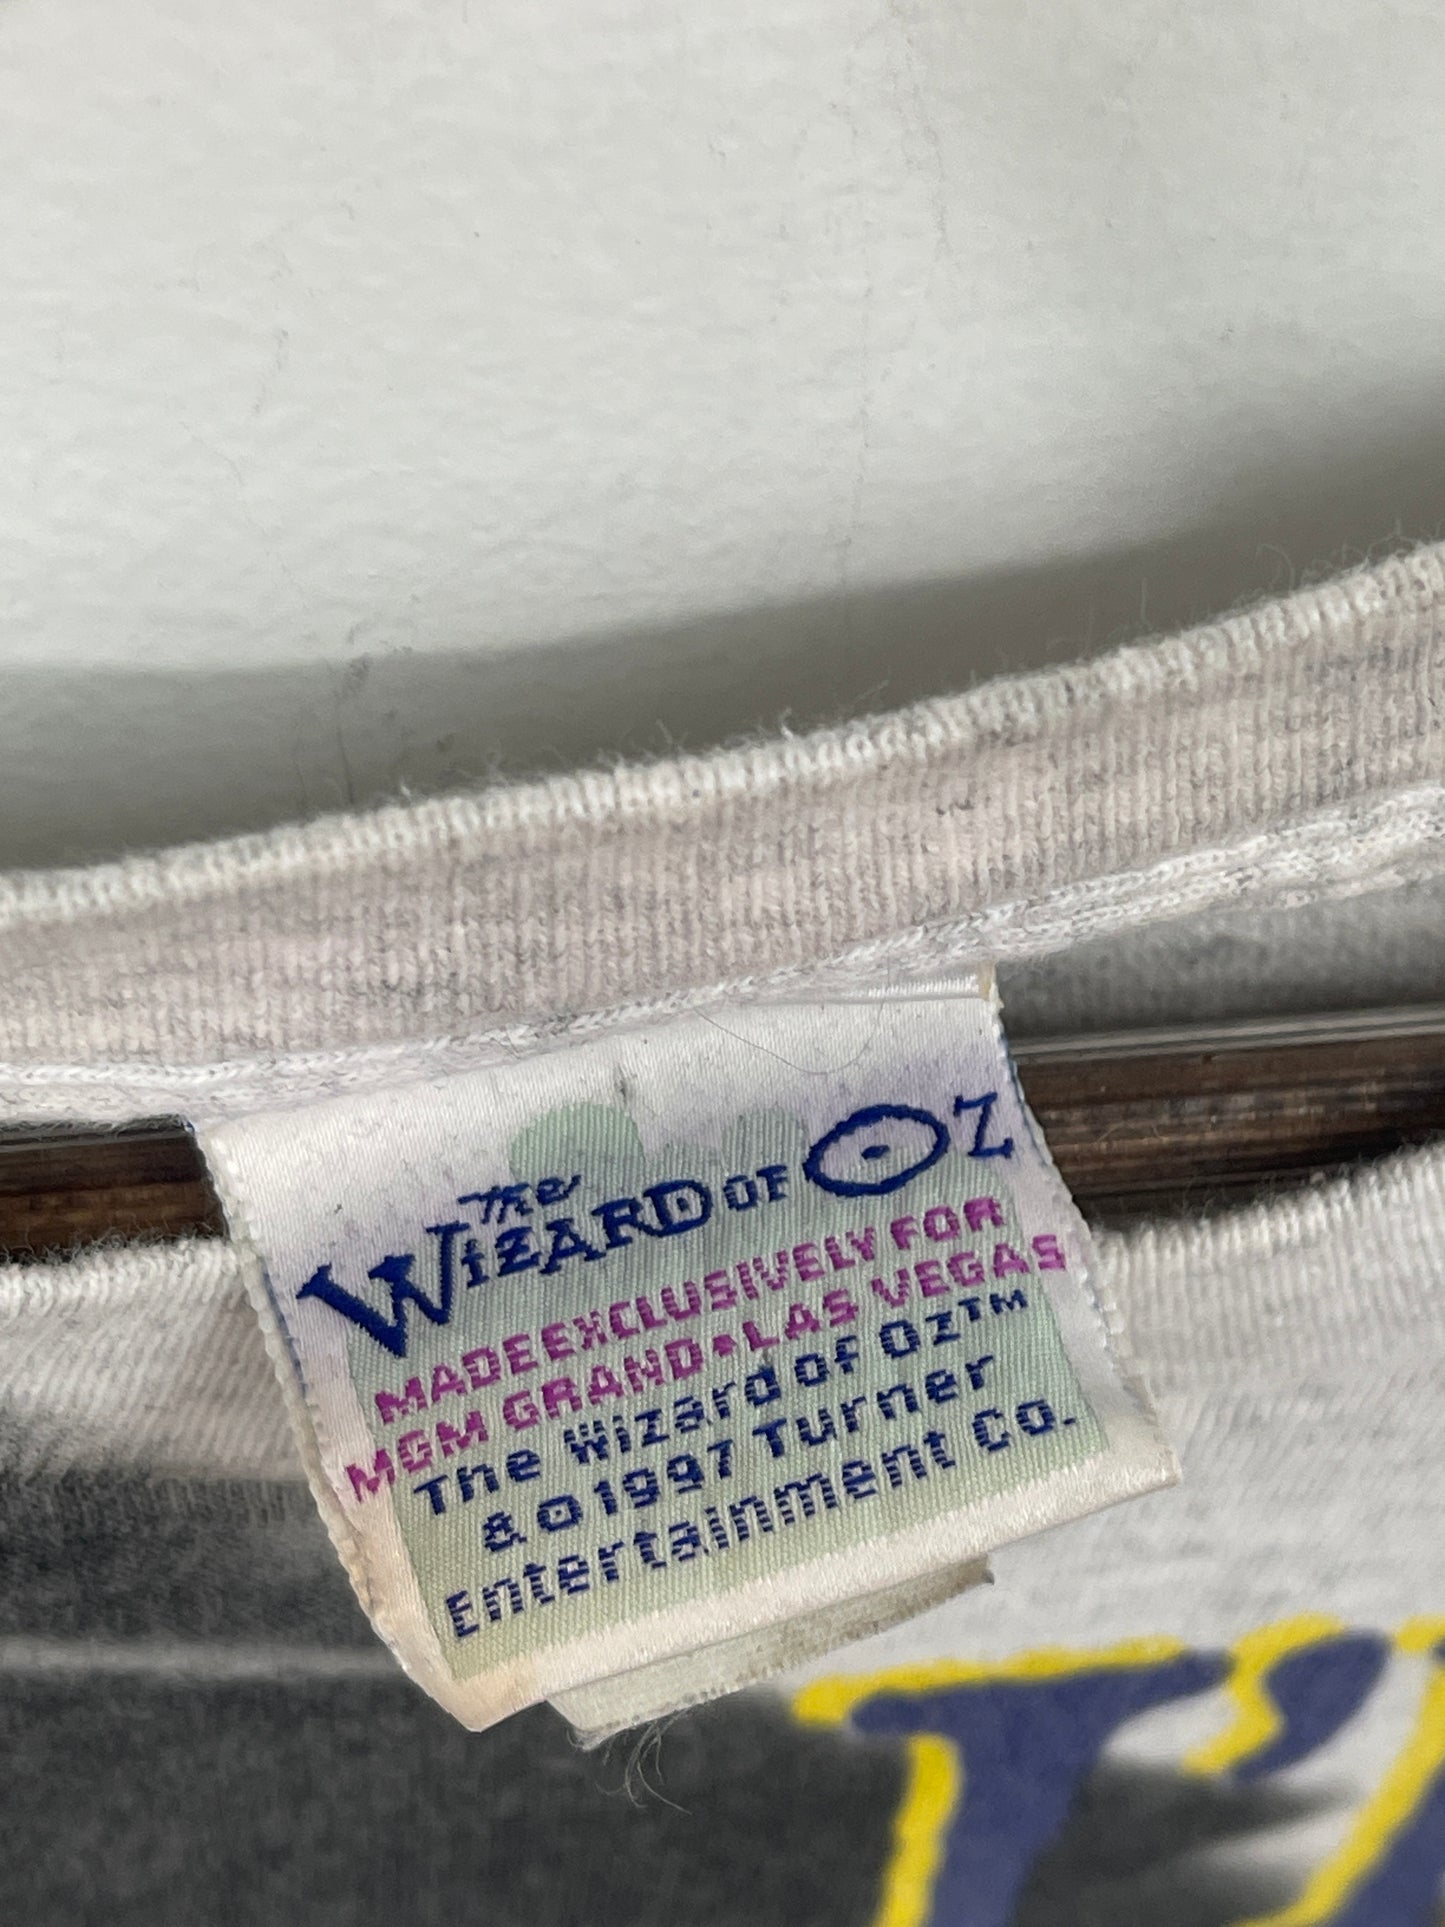 The
WIZARD OF OZ
MADE EXCLUSIVELY FOR
MGM GRAND•LAS VEGAS
The Wizard of Oz™
& ©1997 Turner
Entertainment Co.